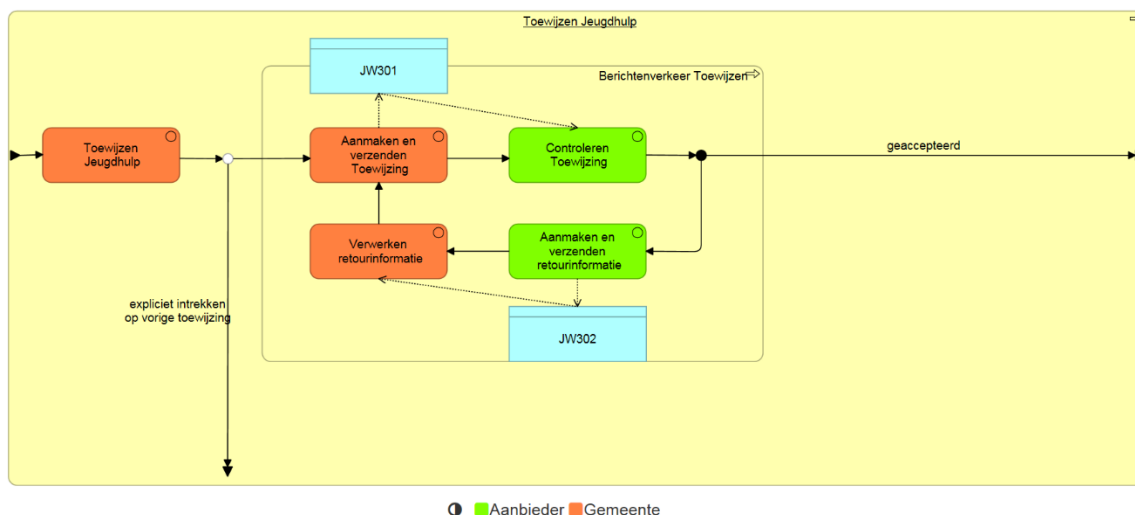 Toewijzen Jeugdhulp
JW301
Berichtenverkeer Toewijzen
Toewijzen
Jeugdhulp
Aanmaken en
verzenden
Toewijzing
Controleren
Toewijzing
geaccepteerd
Verwerken
retourinformatie
Aanmaken en
verzenden
retourinformatie
expliciet intrekken
op vorige toewijzing
JW302
Aanbieder Gemeente